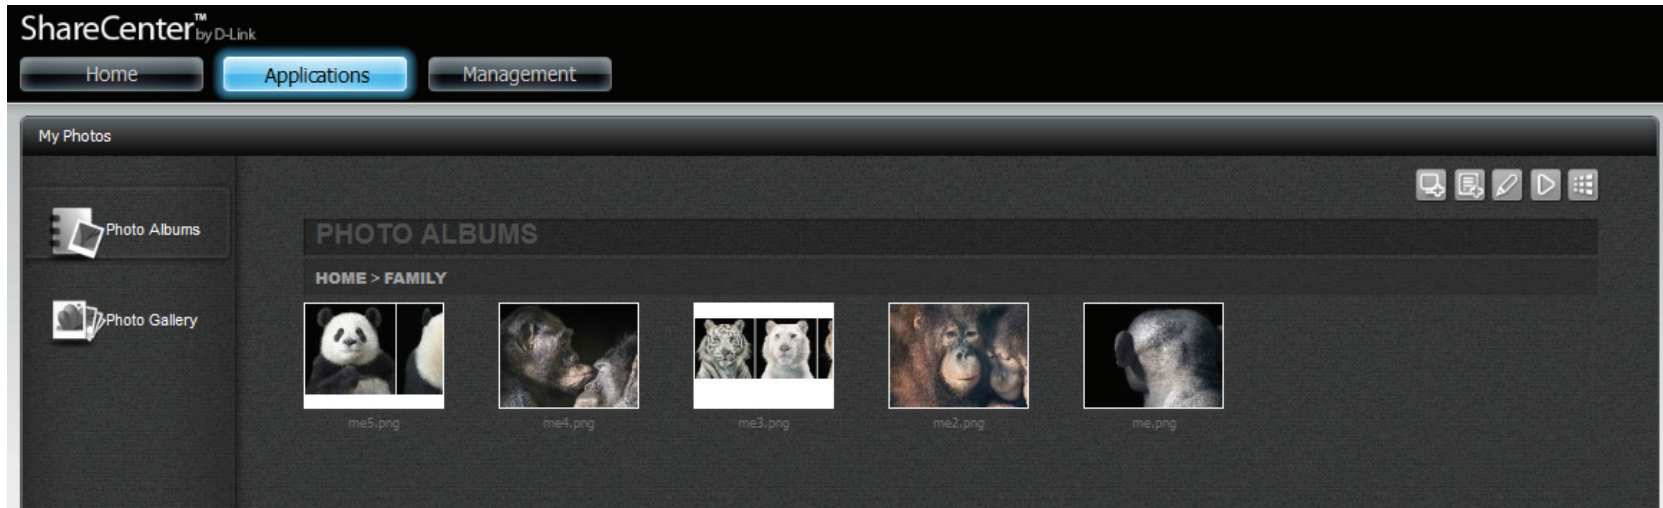 ShareCenter™ by D-Link
Home Applications Management
My Photos
Photo Albums
Photo Gallery
PHOTO ALBUMS
HOME > FAMILY
me5.png me4.png me3.png me2.png me.png